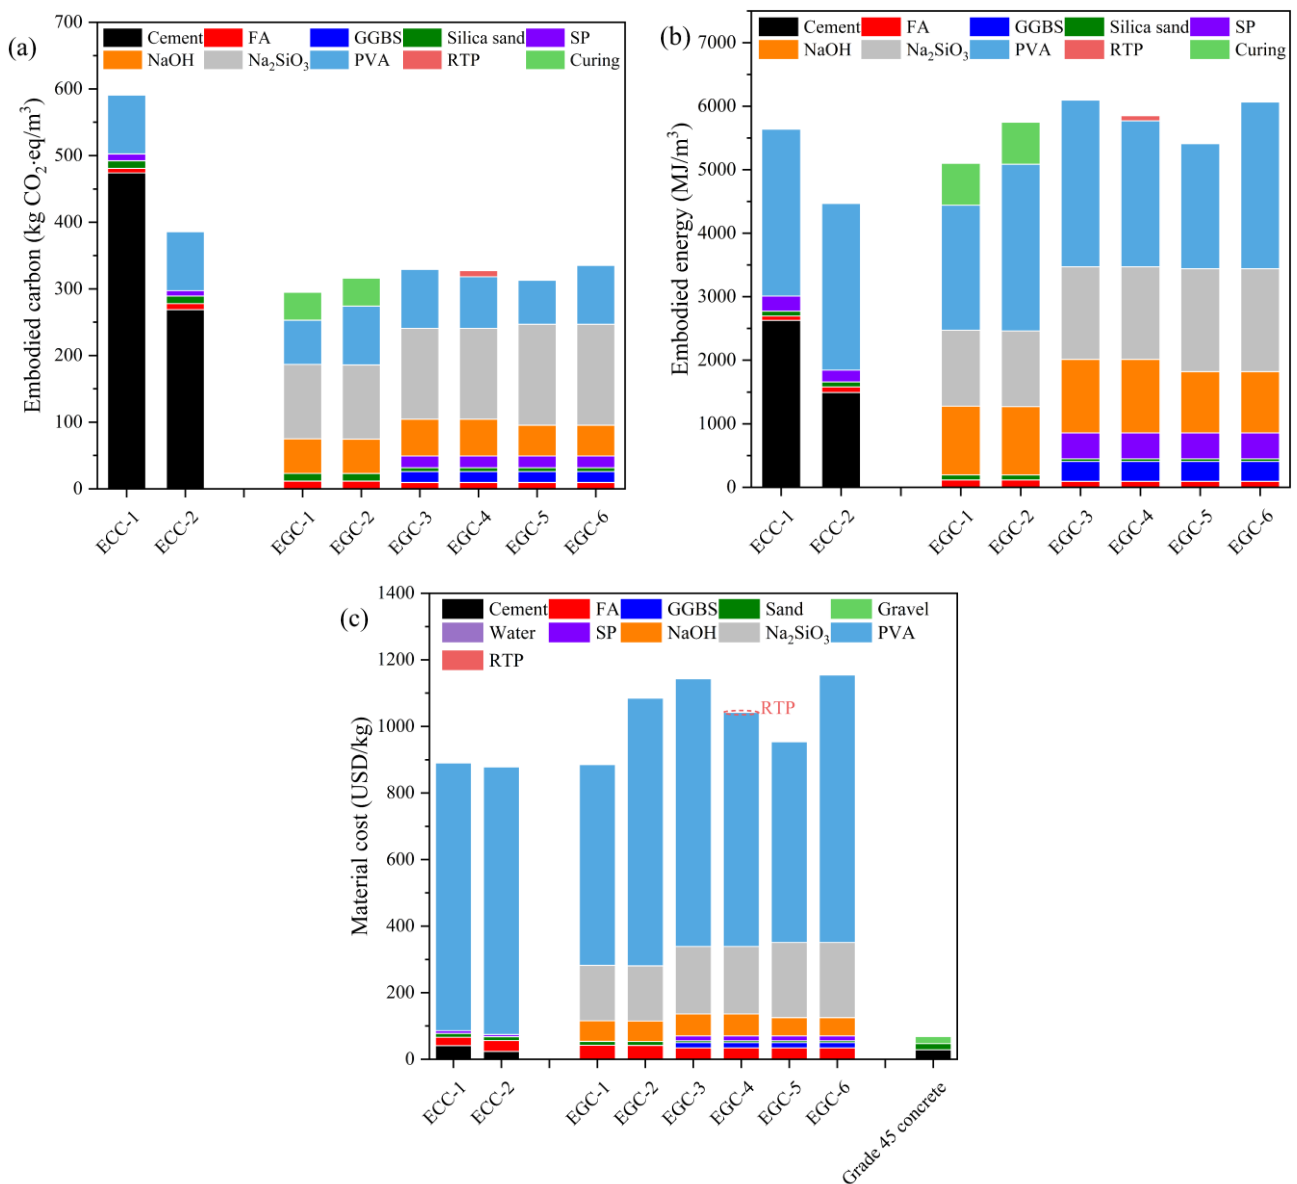 (a)
Embodied carbon (kg CO₂·eq/m³)
700
600
500
400
300
200
100
0
Cement FA GGBS Silica sand SP
NaOH Na₂SiO₃ PVA RTP Curing
ECC-1 ECC-2 EGC-1 EGC-2 EGC-3 EGC-4 EGC-5 EGC-6
(b)
Embodied energy (MJ/m³)
7000
6000
5000
4000
3000
2000
1000
0
Cement FA GGBS Silica sand SP
NaOH Na₂SiO₃ PVA RTP Curing
ECC-1 ECC-2 EGC-1 EGC-2 EGC-3 EGC-4 EGC-5 EGC-6
(c)
Material cost (USD/kg)
1400
1200
1000
800
600
400
200
0
Cement FA GGBS Sand Gravel
Water SP NaOH Na₂SiO₃ PVA
RTP
RTP
ECC-1 ECC-2 EGC-1 EGC-2 EGC-3 EGC-4 EGC-5 EGC-6 Grade 45 concrete